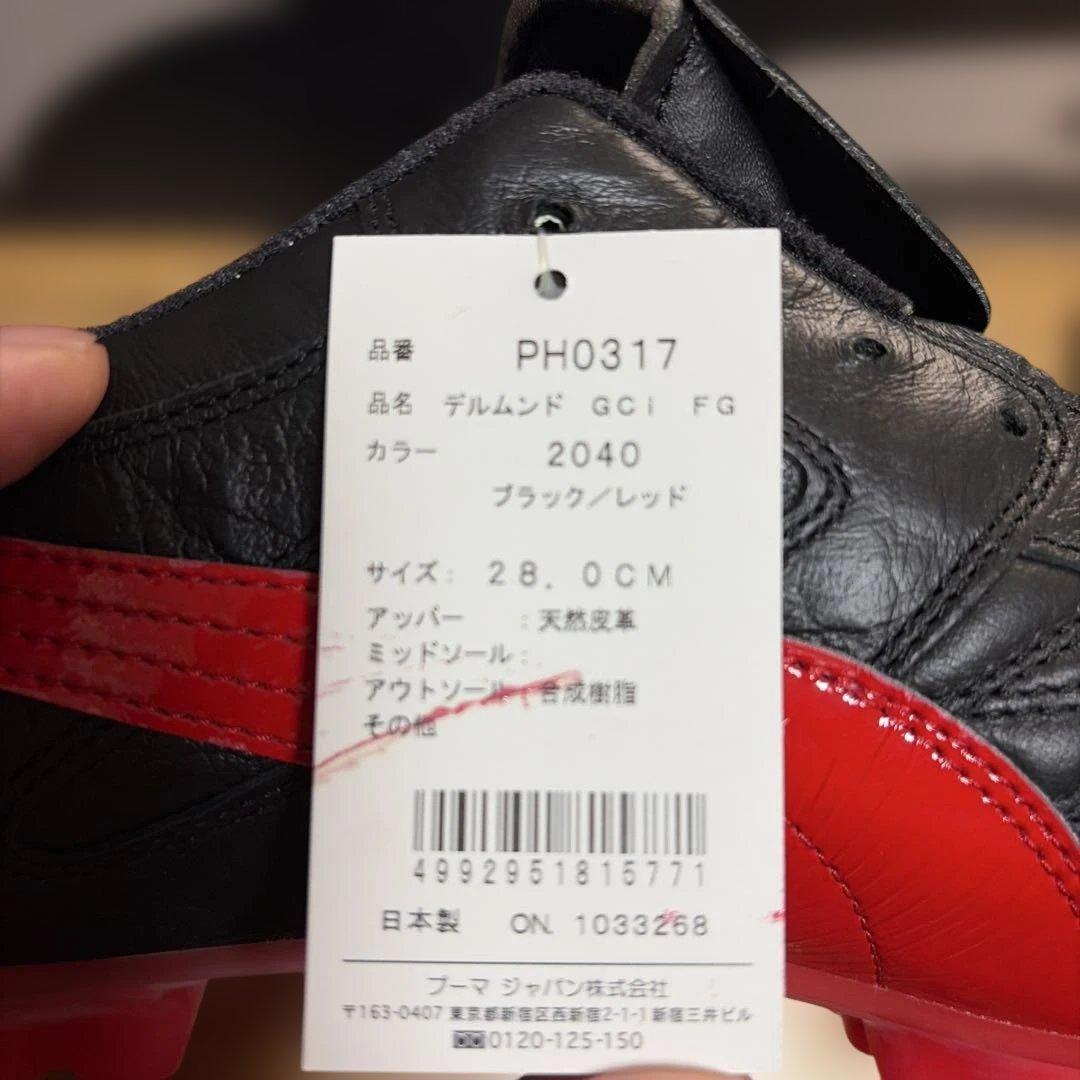 品番 PH0317
品名 デルムンド GCi FG
カラー 2040
ブラック/レッド
サイズ: 28.0CM
アッパー :天然皮革
ミッドソール:
アウトソール:合成樹脂
その他
4992951815771
日本製 ON. 1033268
プーマ ジャパン株式会社
〒163-0407 東京都新宿区西新宿2-1-1新宿三井ビル
0120-125-150